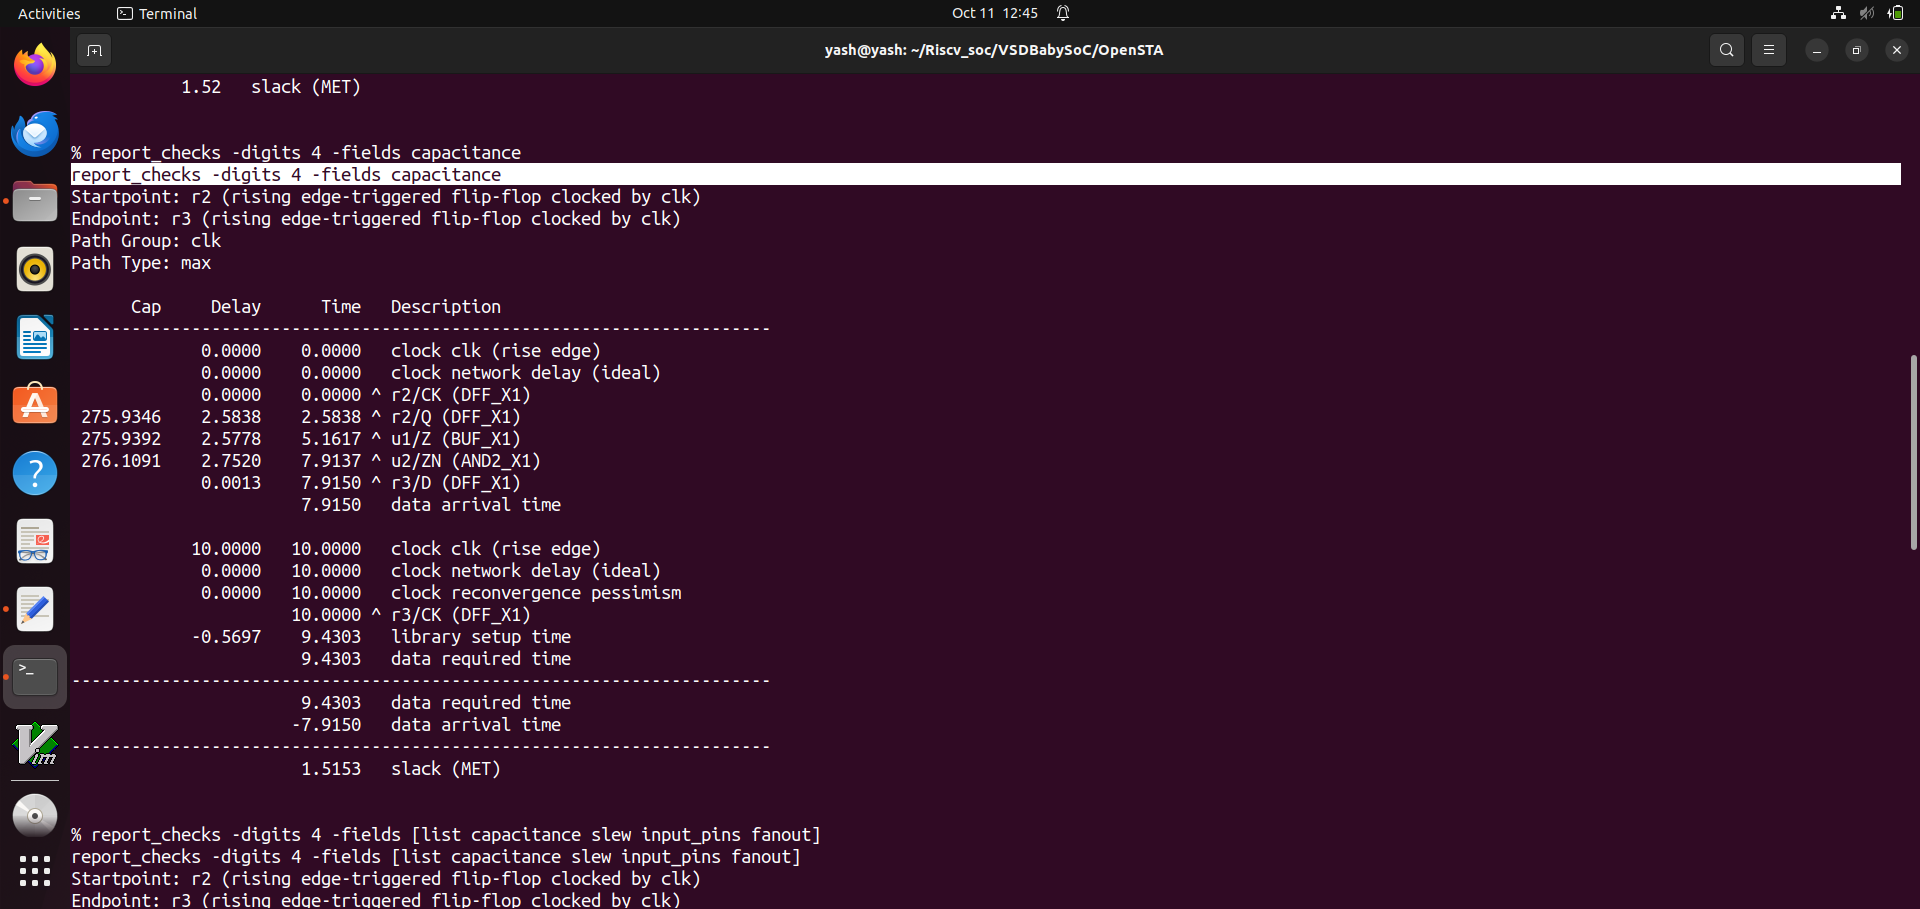 Activities Terminal Oct 11 12:45
yash@yash: ~/Riscv_soc/VSDBabySoC/OpenSTA
1.52 slack (MET)
% report_checks -digits 4 -fields capacitance
report_checks -digits 4 -fields capacitance
Startpoint: r2 (rising edge-triggered flip-flop clocked by clk)
Endpoint: r3 (rising edge-triggered flip-flop clocked by clk)
Path Group: clk
Path Type: max
Cap Delay Time Description
---------------------------------------------------------------------- 
0.0000 0.0000 clock clk (rise edge)
0.0000 0.0000 clock network delay (ideal)
0.0000 0.0000 ^ r2/CK (DFF_X1)
275.9346 2.5838 2.5838 ^ r2/Q (DFF_X1)
275.9392 2.5778 5.1617 ^ u1/Z (BUF_X1)
276.1091 2.7520 7.9137 ^ u2/ZN (AND2_X1)
0.0013 7.9150 ^ r3/D (DFF_X1)
7.9150 data arrival time
10.0000 10.0000 clock clk (rise edge)
0.0000 10.0000 clock network delay (ideal)
0.0000 10.0000 clock reconvergence pessimism
10.0000 ^ r3/CK (DFF_X1)
-0.5697 9.4303 library setup time
9.4303 data required time
----------------------------------------------------------------------
9.4303 data required time
-7.9150 data arrival time
----------------------------------------------------------------------
1.5153 slack (MET)
% report_checks -digits 4 -fields [list capacitance slew input_pins fanout]
report_checks -digits 4 -fields [list capacitance slew input_pins fanout]
Startpoint: r2 (rising edge-triggered flip-flop clocked by clk)
Endpoint: r3 (rising edge-triggered flip-flop clocked by clk)